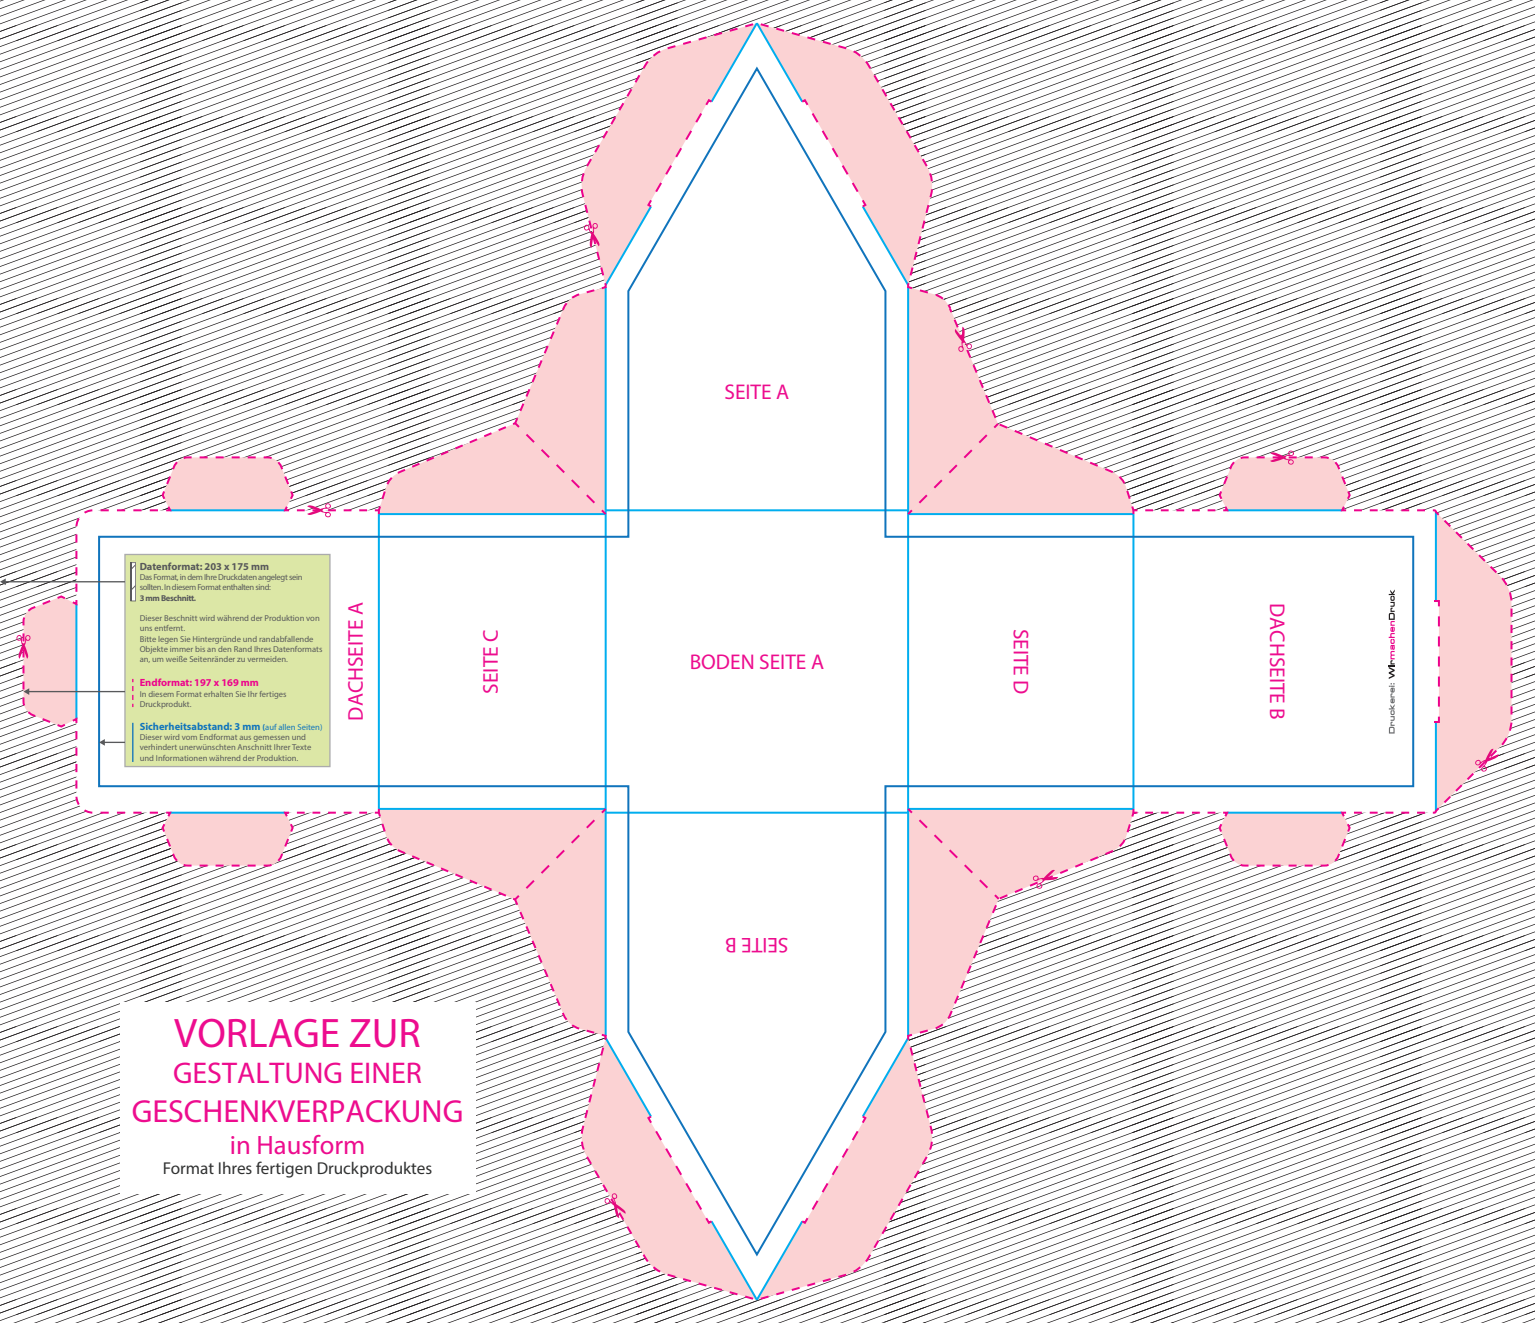 SEITE A
Datenformat: 203 x 175 mm
Das Format, in dem Ihre Druckdaten angelegt sein
sollten. In diesem Format enthalten sind:
3 mm Beschnitt.
Dieser Beschnitt wird während der Produktion von
uns entfernt.
Bitte legen Sie Hintergründe und randabfallende
Objekte immer bis an den Rand Ihres Datenformats
an, um weiße Seitenränder zu vermeiden.
Endformat: 197 x 169 mm
In diesem Format erhalten Sie Ihr fertiges
Druckprodukt.
Sicherheitsabstand: 3 mm (auf allen Seiten)
Dieser wird vom Endformat aus gemessen und
verhindert unerwünschten Anschnitt Ihrer Texte
und Informationen während der Produktion.
DACHSEITE A
SEITE C
BODEN SEITE A
SEITE D
DACHSEITE B
Druckerei: WIrmachenDruck
SEITE B
VORLAGE ZUR
GESTALTUNG EINER
GESCHENKVERPACKUNG
in Hausform
Format Ihres fertigen Druckproduktes